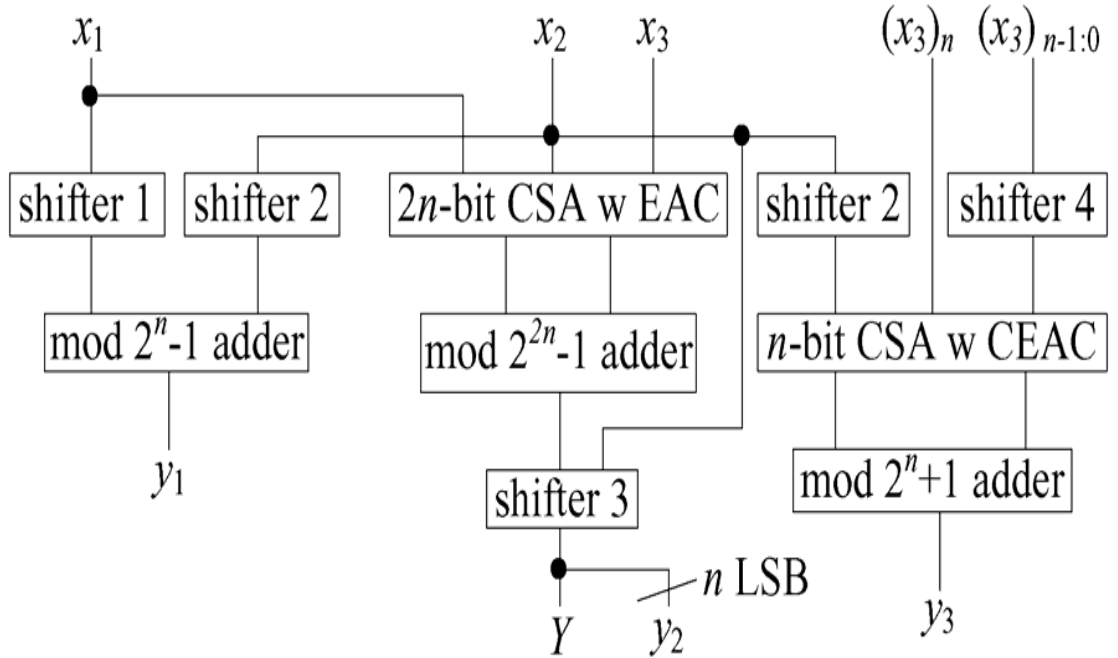 x₁ x₂ x₃ (x₃)ₙ (x₃)ₙ₋₁:₀
shifter 1 shifter 2 2n-bit CSA w EAC shifter 2 shifter 4
mod 2ⁿ-1 adder mod 2²ⁿ-1 adder n-bit CSA w CEAC
y₁ shifter 3 mod 2ⁿ+1 adder
n LSB
Y y₂ y₃